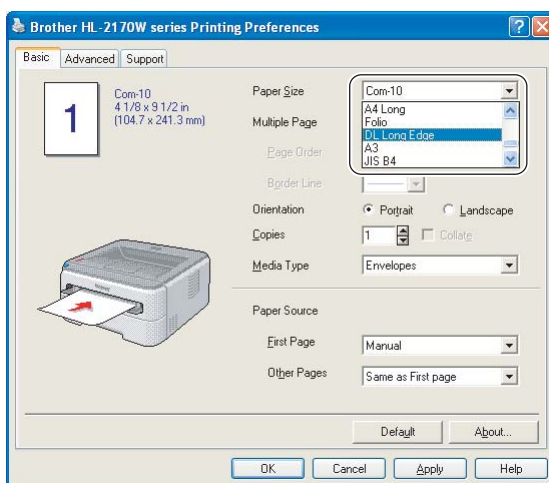 Brother HL-2170W series Printing Preferences
Basic Advanced Support
1
Com-10
4 1/8 x 9 1/2 in
(104.7 x 241.3 mm)
Paper Size Com-10
A4 Long
Folio
DL Long Edge
A3
JIS B4
Multiple Page
Page Order
Border Line
Orientation Portrait Landscape
Copies 1 Collate
Media Type Envelopes
Paper Source
First Page Manual
Other Pages Same as First page
Default About...
OK Cancel Apply Help